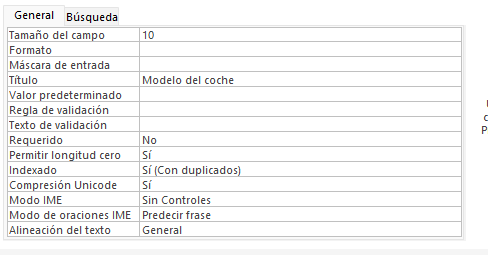 General Búsqueda
Tamaño del campo 10
Formato
Máscara de entrada
Título Modelo del coche
Valor predeterminado
Regla de validación
Texto de validación
Requerido No
Permitir longitud cero Sí
Indexado Sí (Con duplicados)
Compresión Unicode Sí
Modo IME Sin Controles
Modo de oraciones IME Predecir frase
Alineación del texto General